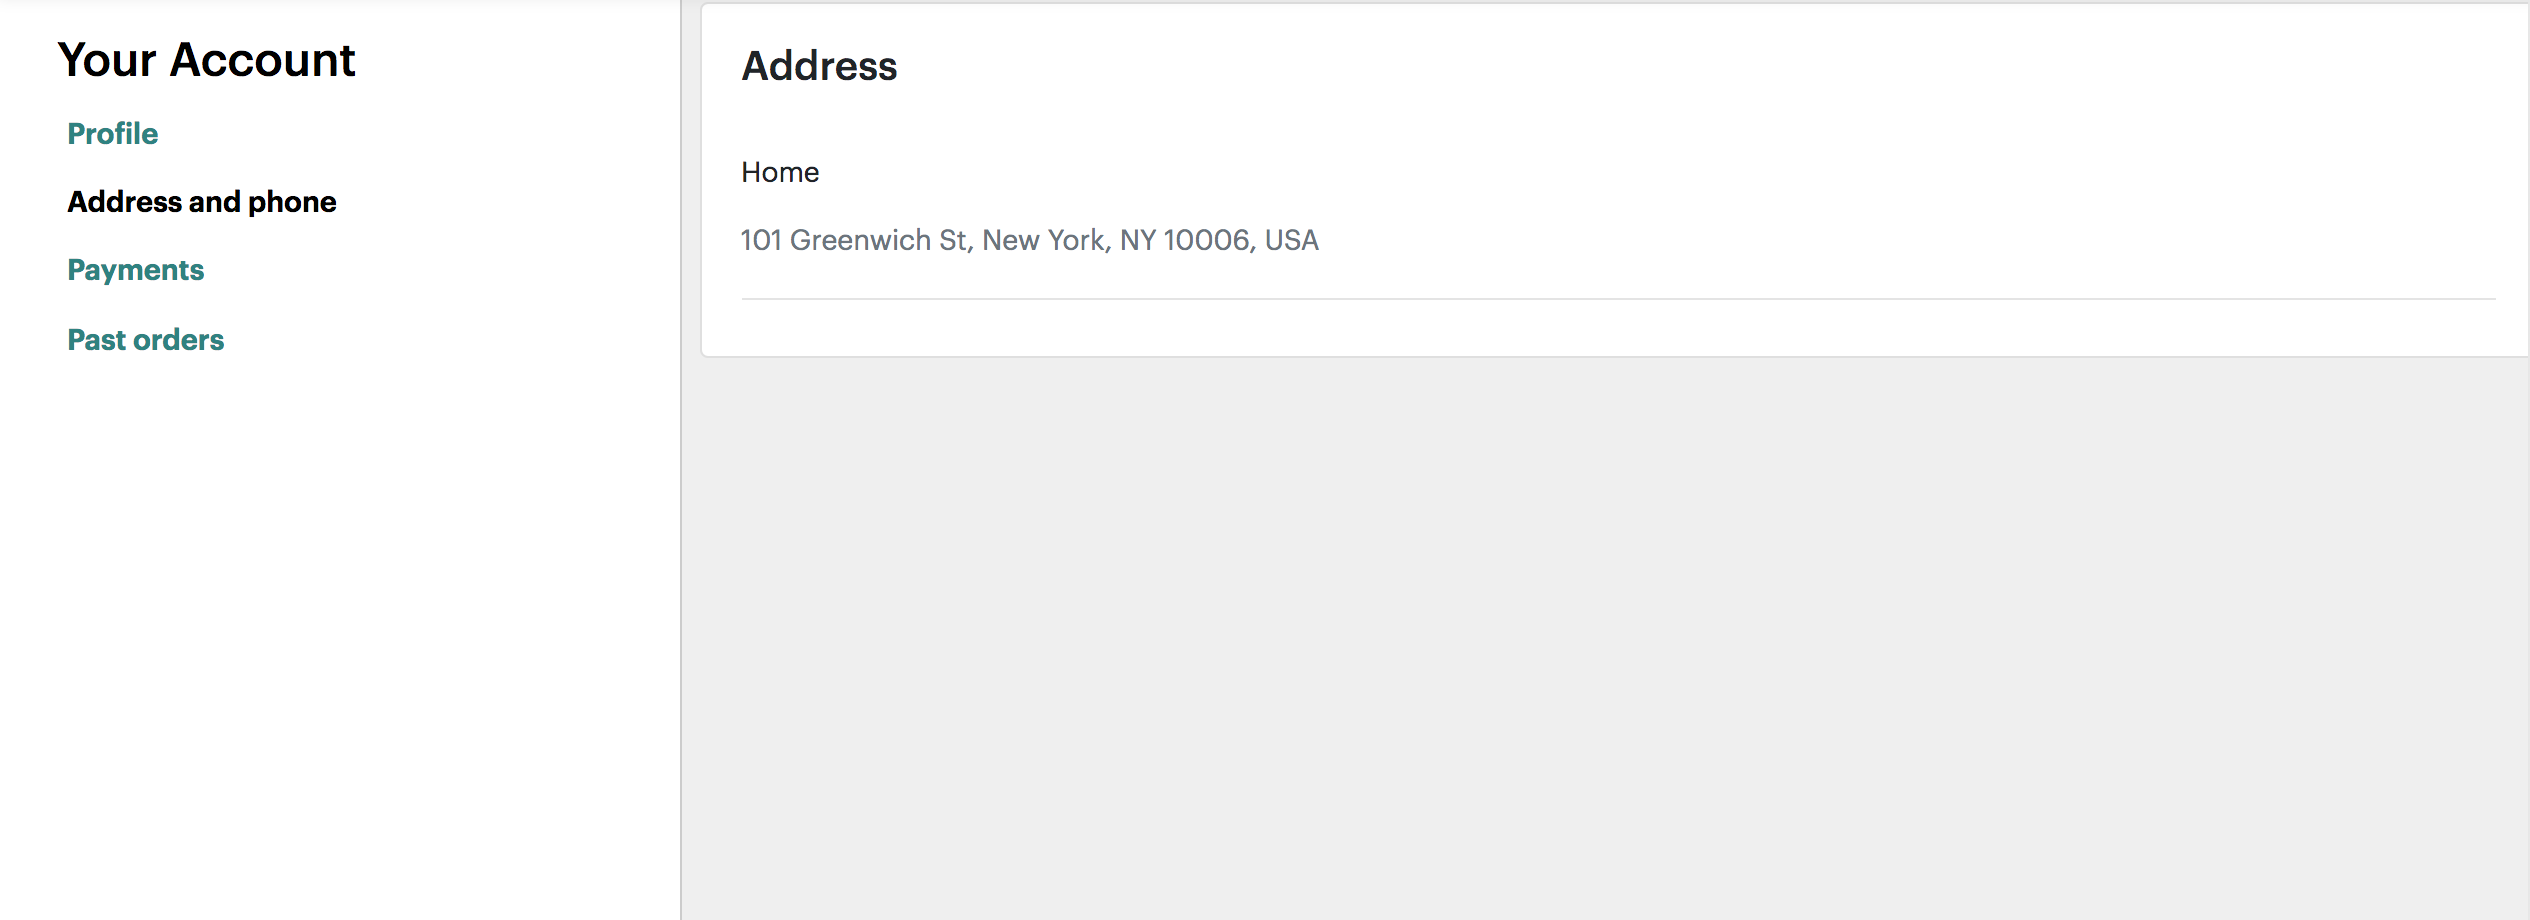 Your Account
Profile
Address and phone
Payments
Past orders
Address
Home
101 Greenwich St, New York, NY 10006, USA